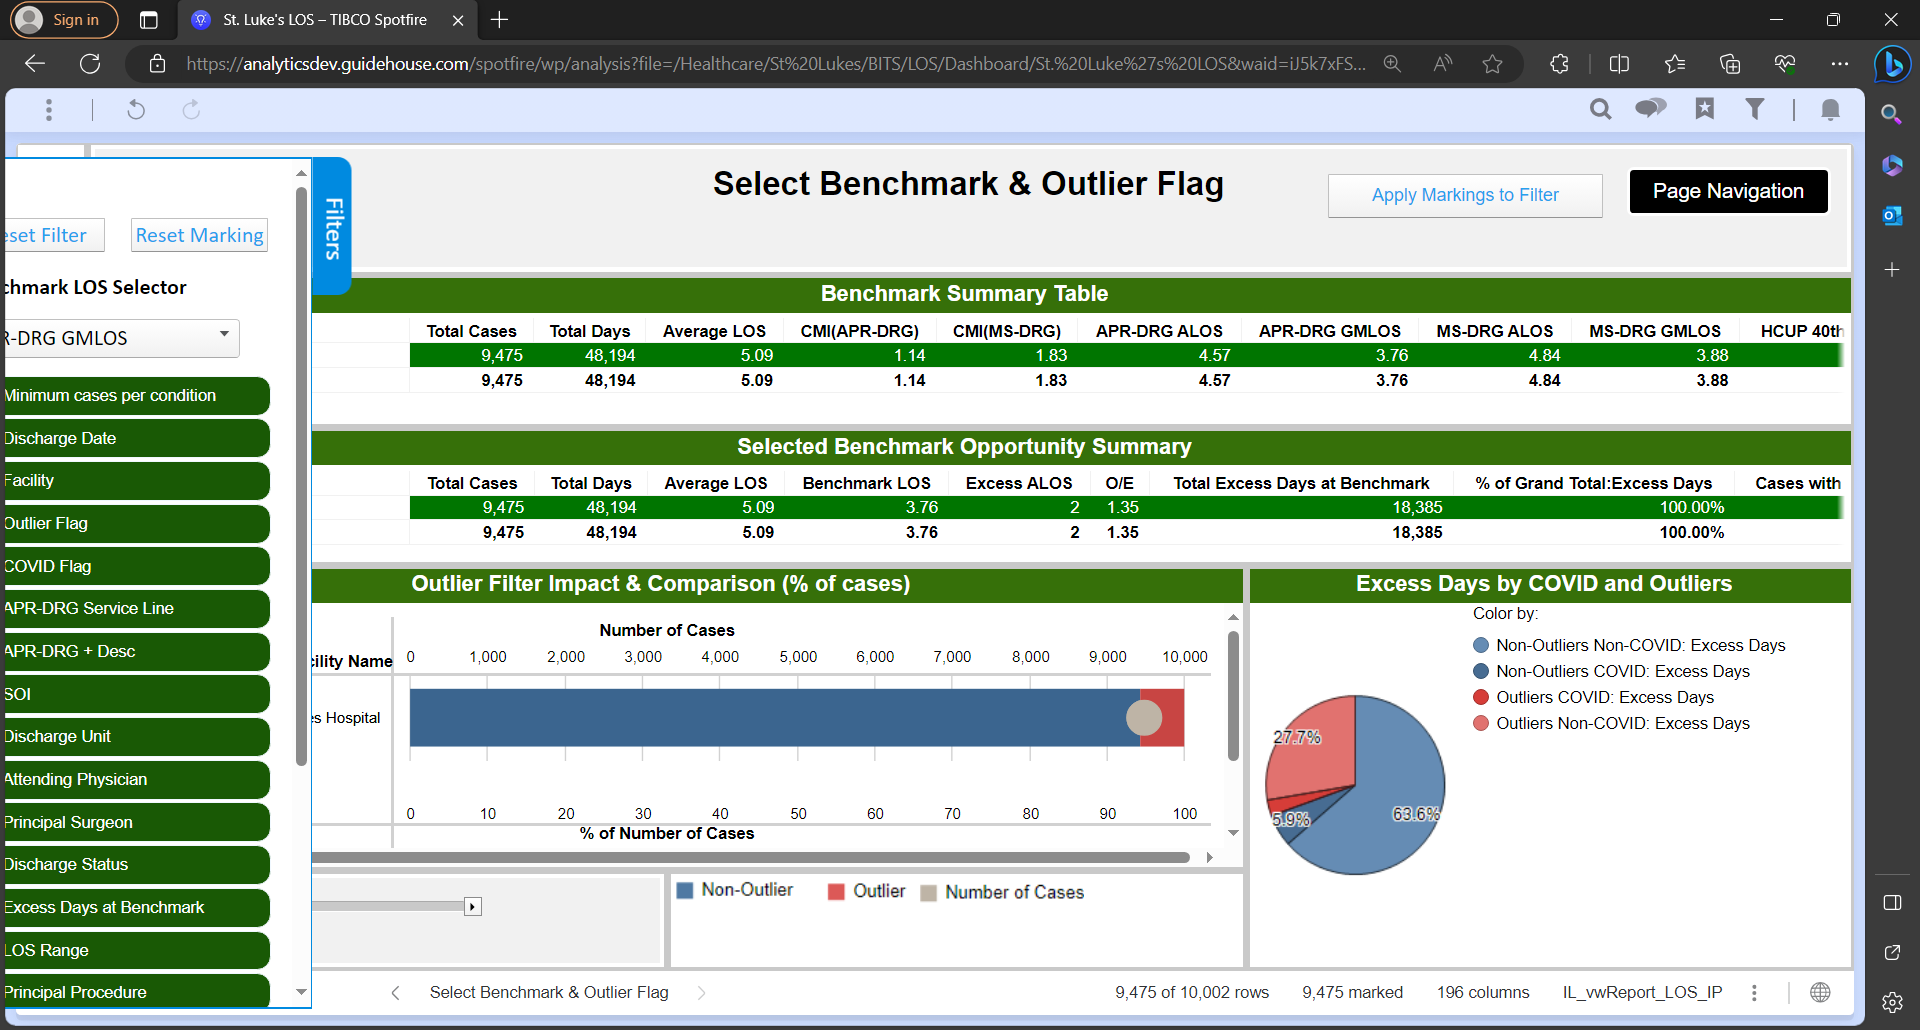 Sign in
St. Luke's LOS – TIBCO Spotfire
https://analyticsdev.guidehouse.com/spotfire/wp/analysis?file=/Healthcare/St%20Lukes/BITS/LOS/Dashboard/St.%20Luke%27s%20LOS&waid=iJ5k7xFS...
Select Benchmark & Outlier Flag
Apply Markings to Filter
Page Navigation
Filters
eset Filter
Reset Marking
chmark LOS Selector
R-DRG GMLOS
Minimum cases per condition
Discharge Date
Facility
Outlier Flag
COVID Flag
APR-DRG Service Line
APR-DRG + Desc
SOI
Discharge Unit
Attending Physician
Principal Surgeon
Discharge Status
Excess Days at Benchmark
LOS Range
Principal Procedure
Benchmark Summary Table
Total Cases Total Days Average LOS CMI(APR-DRG) CMI(MS-DRG) APR-DRG ALOS APR-DRG GMLOS MS-DRG ALOS MS-DRG GMLOS HCUP 40th
9,475 48,194 5.09 1.14 1.83 4.57 3.76 4.84 3.88
9,475 48,194 5.09 1.14 1.83 4.57 3.76 4.84 3.88
Selected Benchmark Opportunity Summary
Total Cases Total Days Average LOS Benchmark LOS Excess ALOS O/E Total Excess Days at Benchmark % of Grand Total:Excess Days Cases with
9,475 48,194 5.09 3.76 2 1.35 18,385 100.00%
9,475 48,194 5.09 3.76 2 1.35 18,385 100.00%
Outlier Filter Impact & Comparison (% of cases)
Number of Cases
cility Name 0 1,000 2,000 3,000 4,000 5,000 6,000 7,000 8,000 9,000 10,000
es Hospital
0 10 20 30 40 50 60 70 80 90 100
% of Number of Cases
Non-Outlier Outlier Number of Cases
Excess Days by COVID and Outliers
Color by:
Non-Outliers Non-COVID: Excess Days
Non-Outliers COVID: Excess Days
Outliers COVID: Excess Days
Outliers Non-COVID: Excess Days
27.7%
5.9%
63.6%
Select Benchmark & Outlier Flag
9,475 of 10,002 rows 9,475 marked 196 columns IL_vwReport_LOS_IP